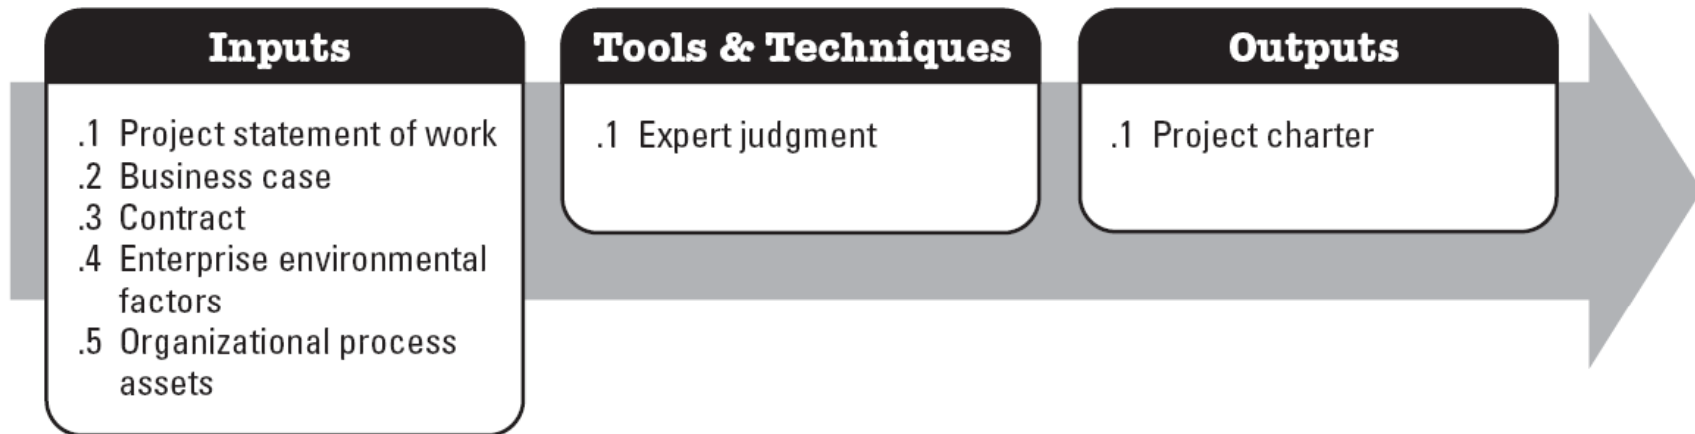 Inputs
.1 Project statement of work
.2 Business case
.3 Contract
.4 Enterprise environmental
factors
.5 Organizational process
assets
Tools & Techniques
.1 Expert judgment
Outputs
.1 Project charter